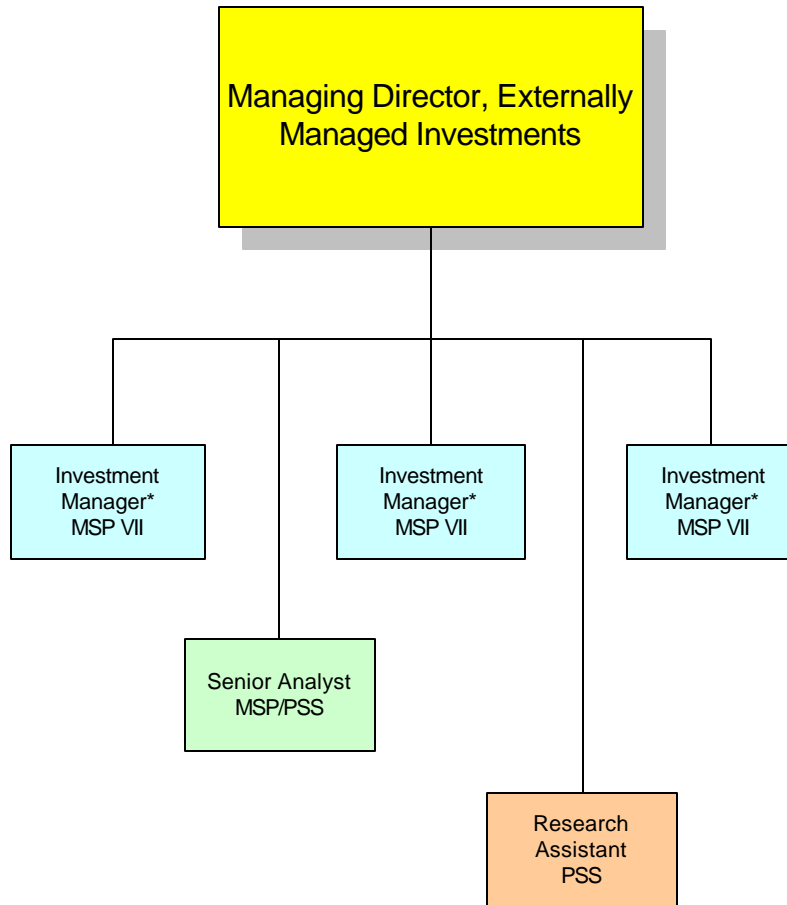 Managing Director, Externally
Managed Investments
Investment
Manager*
MSP VII
Investment
Manager*
MSP VII
Investment
Manager*
MSP VII
Senior Analyst
MSP/PSS
Research
Assistant
PSS